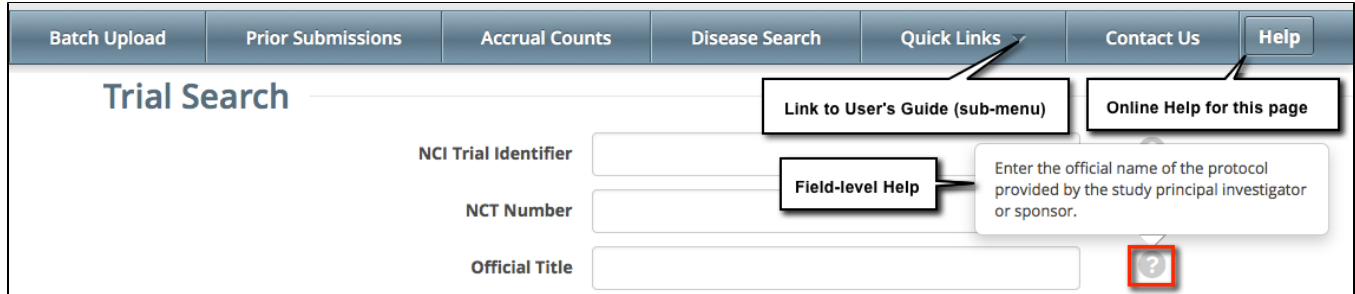 Batch Upload Prior Submissions Accrual Counts Disease Search Quick Links Contact Us Help
Trial Search
Link to User's Guide (sub-menu)
Online Help for this page
NCI Trial Identifier
Field-level Help
Enter the official name of the protocol
provided by the study principal investigator
or sponsor.
NCT Number
Official Title
?